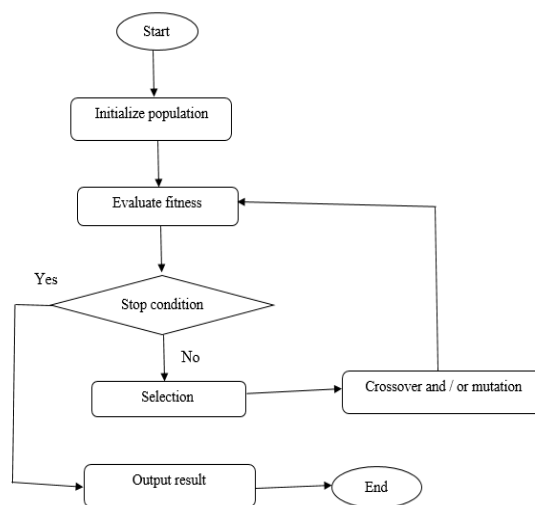 Start
Initialize population
Evaluate fitness
Yes
Stop condition
No
Selection
Crossover and / or mutation
Output result
End